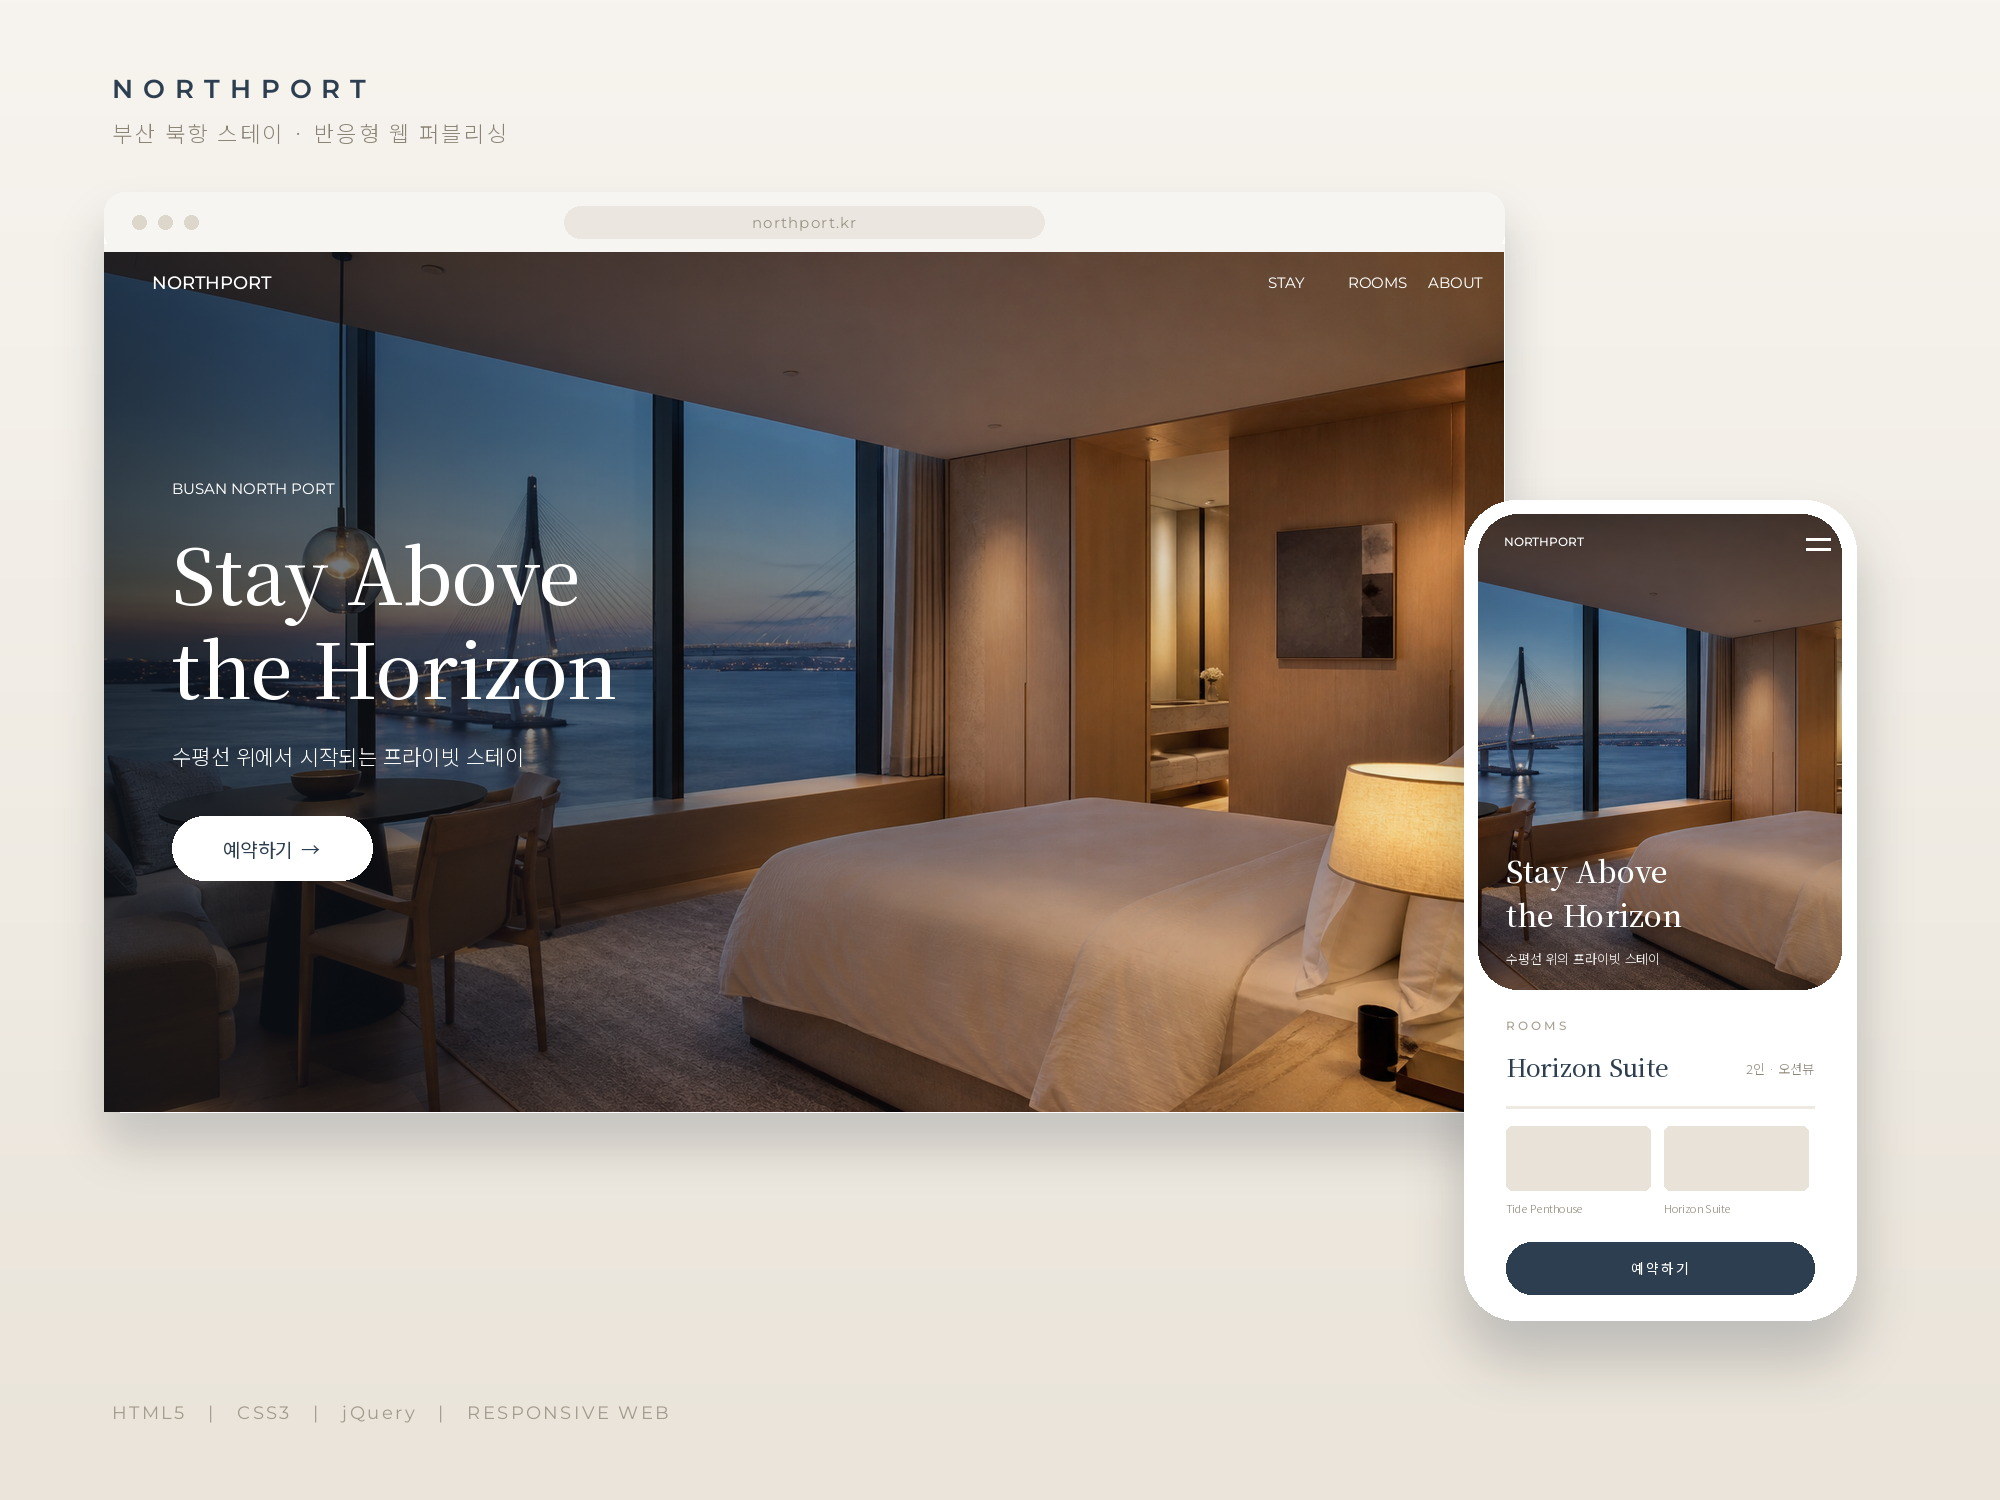 NORTHPORT
부산 북항 스테이 · 반응형 웹 퍼블리싱
northport.kr
NORTHPORT
STAY ROOMS ABOUT
BUSAN NORTH PORT
Stay Above
the Horizon
수평선 위에서 시작되는 프라이빗 스테이
예약하기 →
NORTHPORT
Stay Above
the Horizon
수평선 위의 프라이빗 스테이
ROOMS
Horizon Suite 2인 · 오션뷰
Tide Penthouse Horizon Suite
예약하기
HTML5 | CSS3 | jQuery | RESPONSIVE WEB